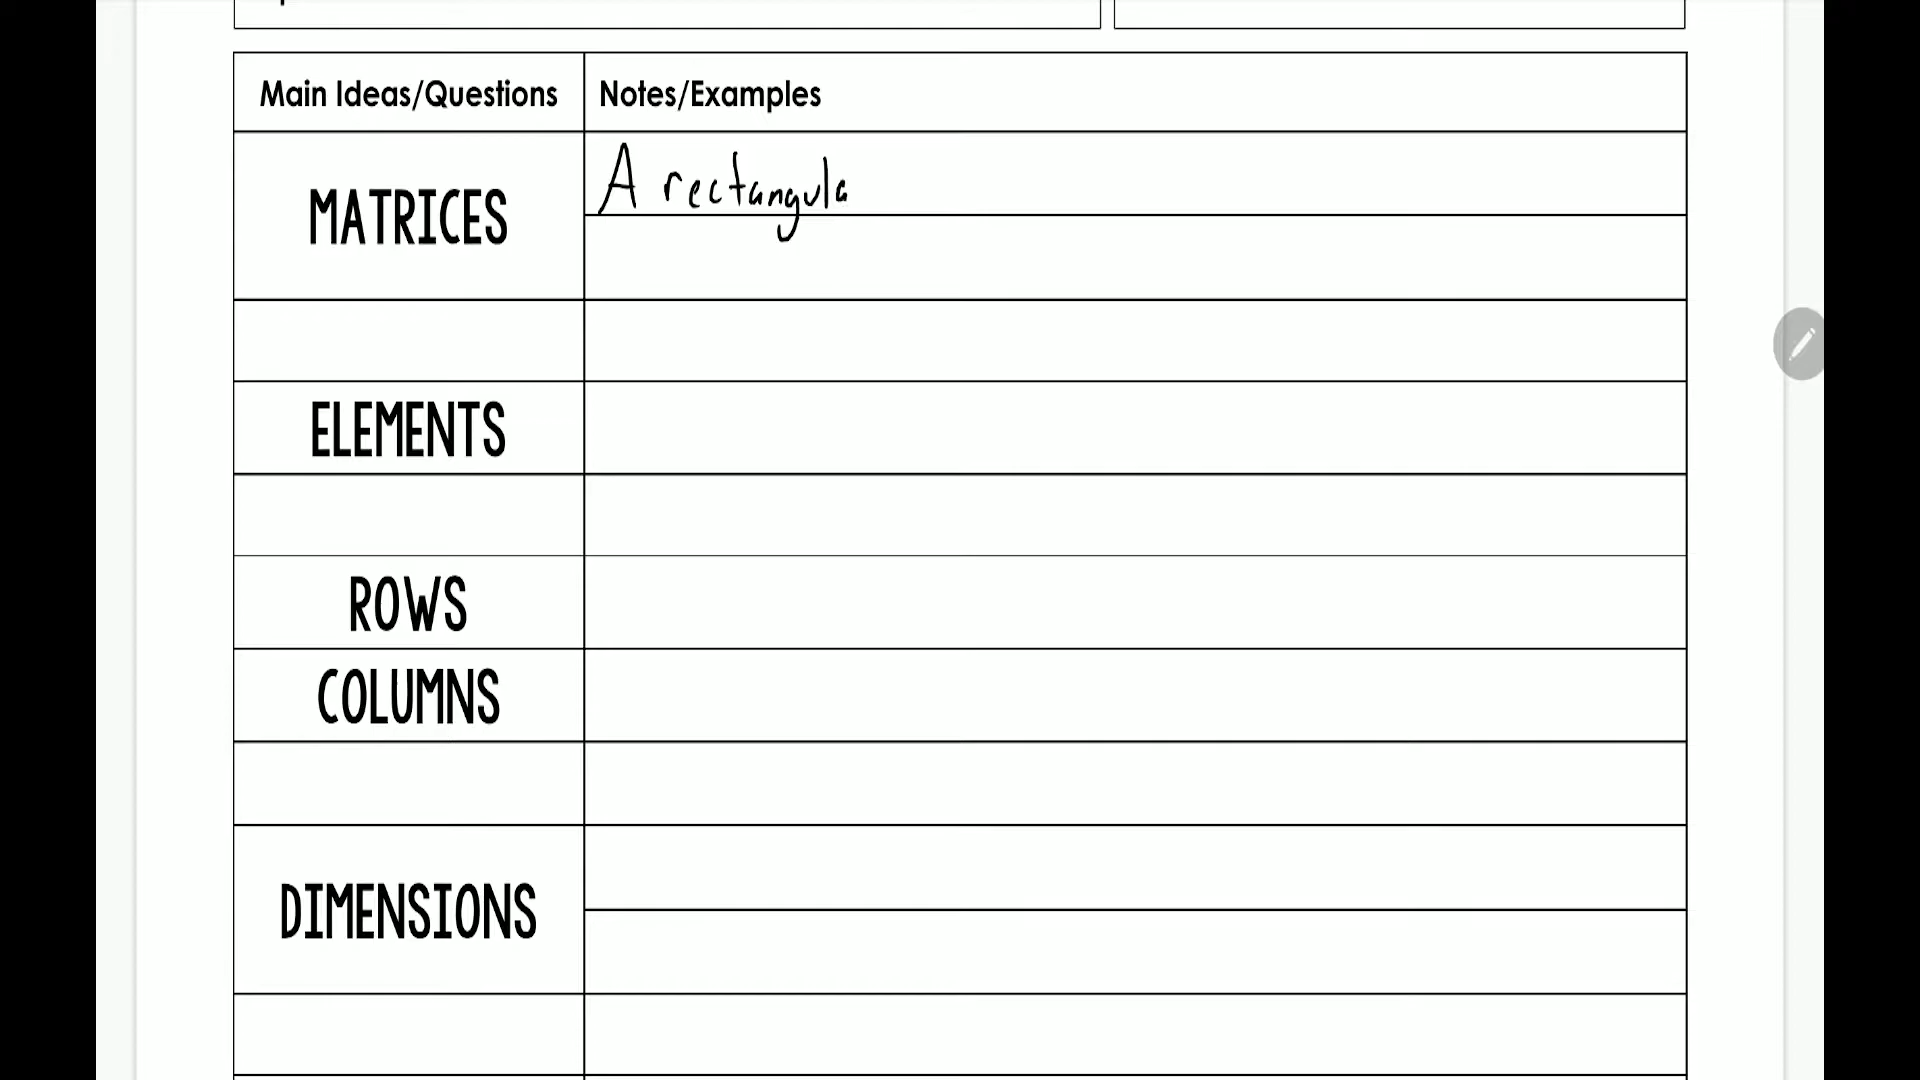 Main Ideas/Questions Notes/Examples
MATRICES A rectangula
ELEMENTS
ROWS
COLUMNS
DIMENSIONS